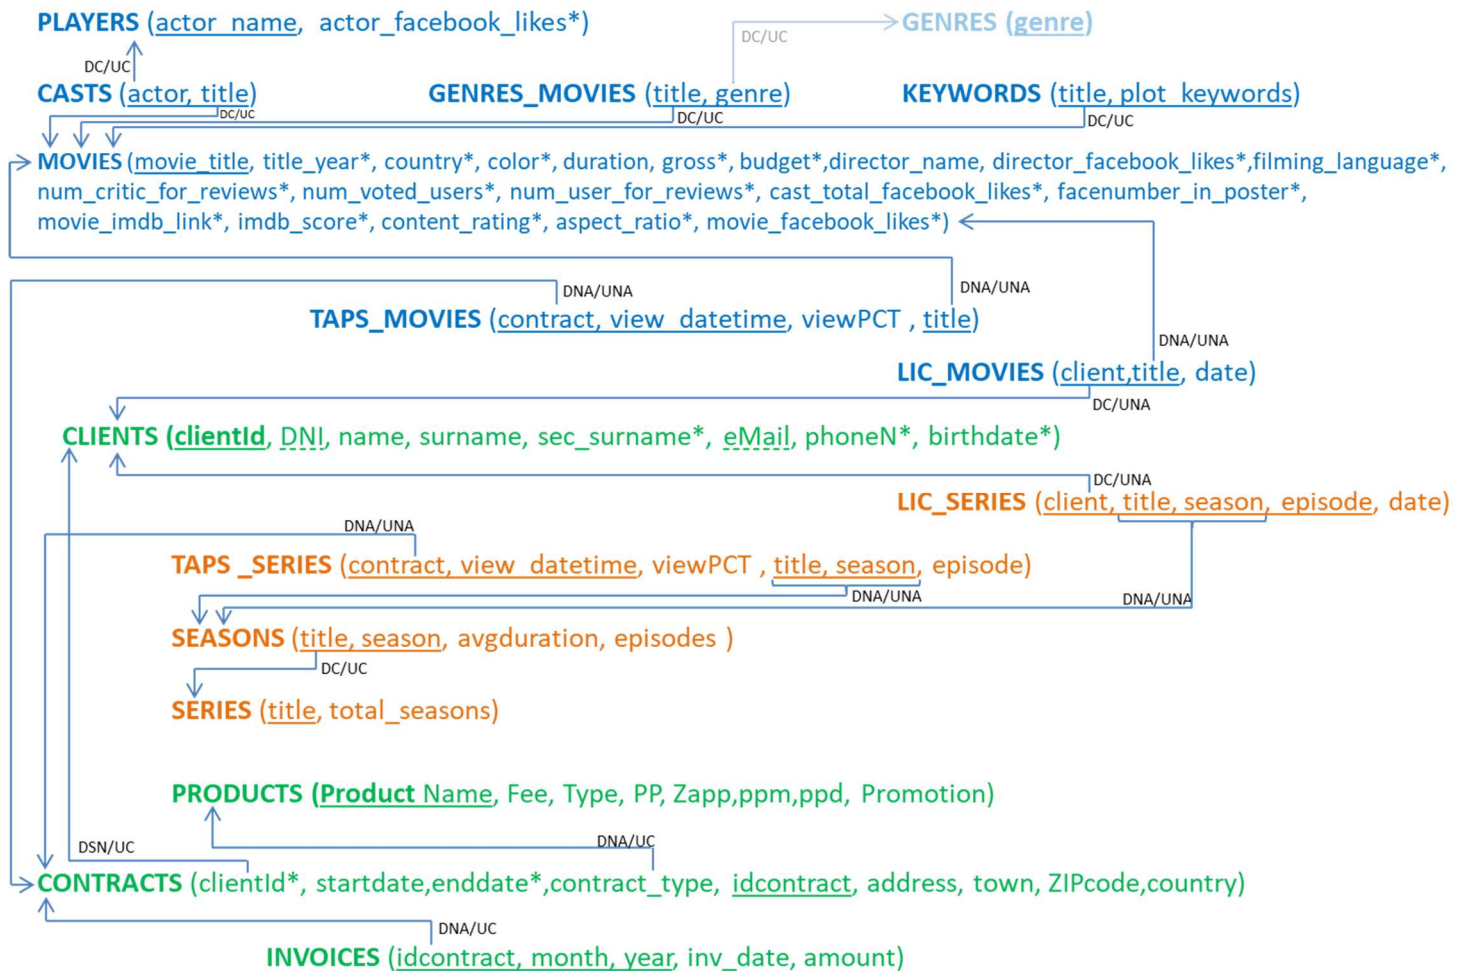 PLAYERS (actor_name, actor_facebook_likes*)
GENRES (genre)
DC/UC
DC/UC
CASTS (actor, title)
GENRES_MOVIES (title, genre)
KEYWORDS (title, plot_keywords)
DC/UC
DC/UC
DC/UC
MOVIES (movie_title, title_year*, country*, color*, duration, gross*, budget*,director_name, director_facebook_likes*,filming_language*,
num_critic_for_reviews*, num_voted_users*, num_user_for_reviews*, cast_total_facebook_likes*, facenumber_in_poster*,
movie_imdb_link*, imdb_score*, content_rating*, aspect_ratio*, movie_facebook_likes*)
DNA/UNA
DNA/UNA
TAPS_MOVIES (contract, view_datetime, viewPCT , title)
DNA/UNA
LIC_MOVIES (client,title, date)
DC/UNA
CLIENTS (clientId, DNI, name, surname, sec_surname*, eMail, phoneN*, birthdate*)
DC/UNA
LIC_SERIES (client, title, season, episode, date)
DNA/UNA
TAPS _SERIES (contract, view_datetime, viewPCT , title, season, episode)
DNA/UNA
DNA/UNA
SEASONS (title, season, avgduration, episodes )
DC/UC
SERIES (title, total_seasons)
PRODUCTS (Product Name, Fee, Type, PP, Zapp,ppm,ppd, Promotion)
DSN/UC
DNA/UC
CONTRACTS (clientId*, startdate,enddate*,contract_type, idcontract, address, town, ZIPcode,country)
DNA/UC
INVOICES (idcontract, month, year, inv_date, amount)